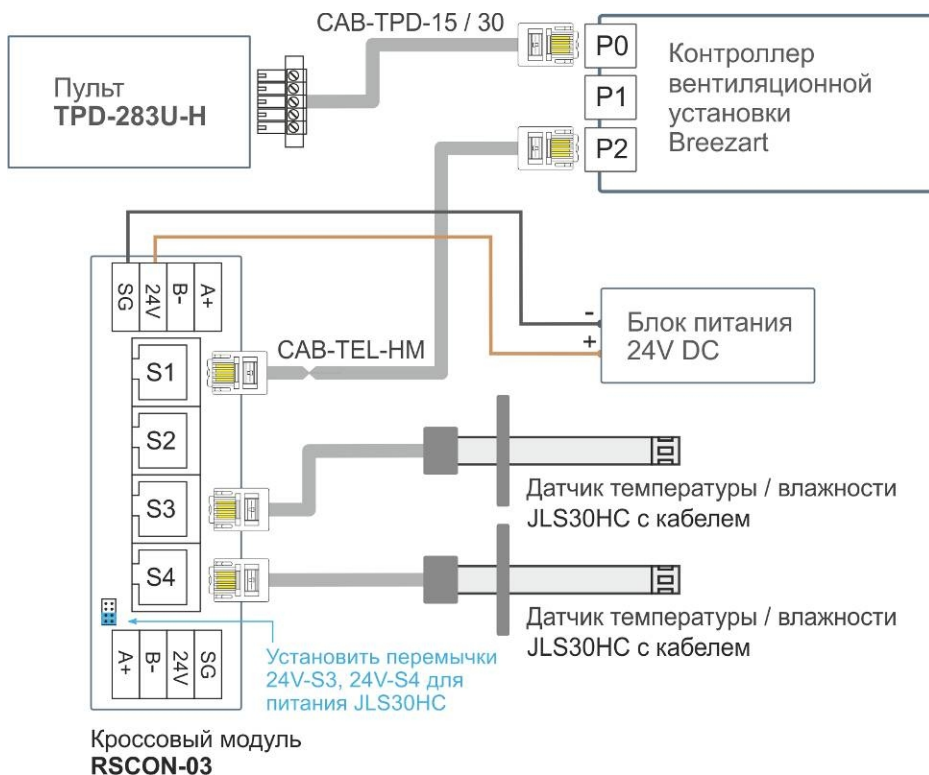 CAB-TPD-15 / 30
Пульт
TPD-283U-H
P0
P1
P2
Контроллер
вентиляционной
установки
Breezart
SG
24V
B-
A+
-
+
Блок питания
24V DC
CAB-TEL-HM
S1
S2
S3
S4
Датчик температуры / влажности
JLS30HC с кабелем
Датчик температуры / влажности
JLS30HC с кабелем
A+
B-
24V
SG
Установить перемычки
24V-S3, 24V-S4 для
питания JLS30HC
Кроссовый модуль
RSCON-03